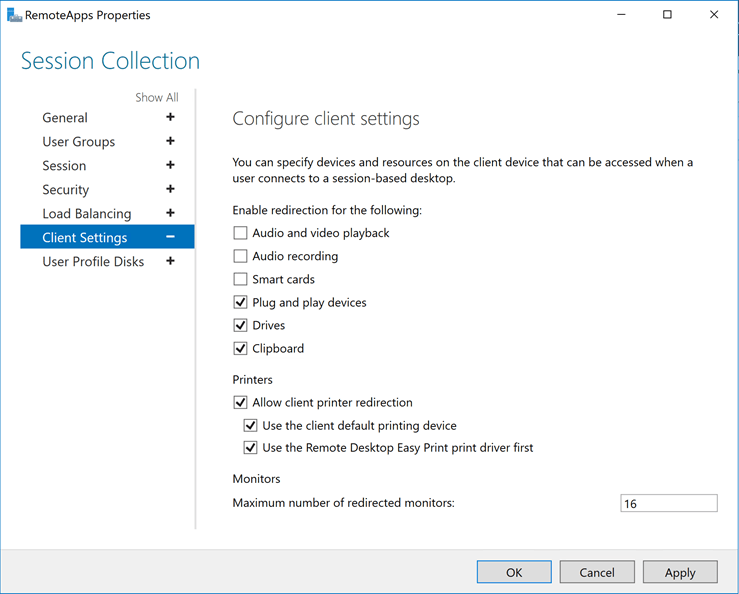 RemoteApps Properties
Session Collection
Show All
General +
User Groups +
Session +
Security +
Load Balancing +
Client Settings −
User Profile Disks +
Configure client settings
You can specify devices and resources on the client device that can be accessed when a
user connects to a session-based desktop.
Enable redirection for the following:
Audio and video playback
Audio recording
Smart cards
Plug and play devices
Drives
Clipboard
Printers
Allow client printer redirection
Use the client default printing device
Use the Remote Desktop Easy Print print driver first
Monitors
Maximum number of redirected monitors: 16
OK Cancel Apply